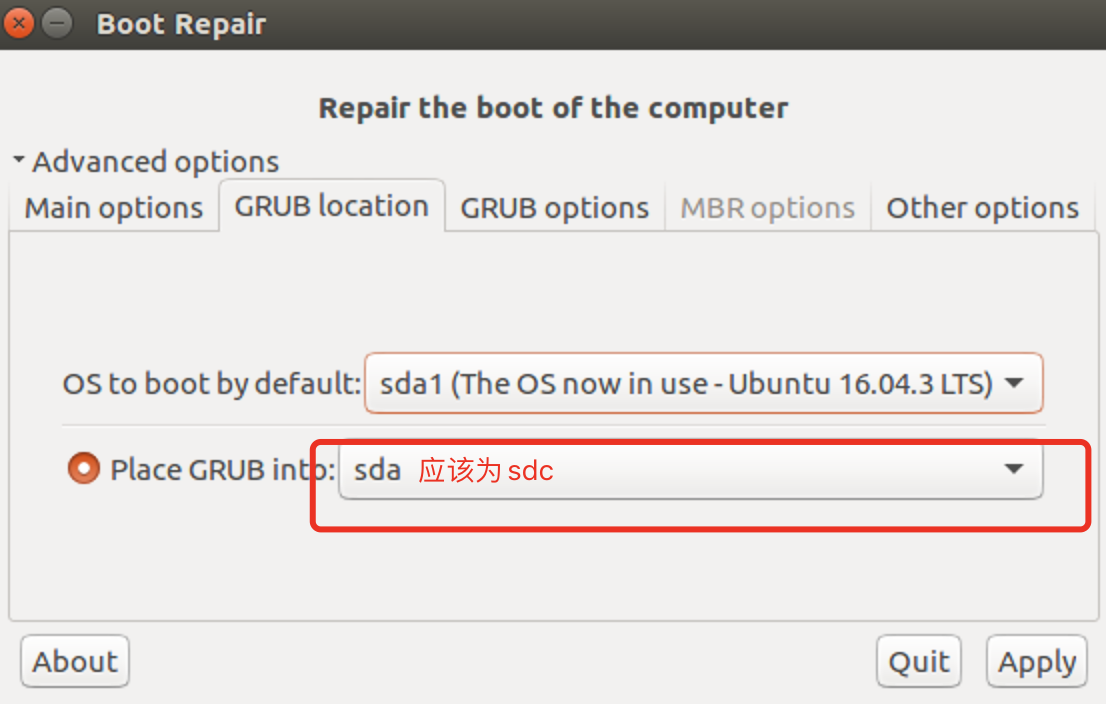 Boot Repair
Repair the boot of the computer
Advanced options
Main options GRUB location GRUB options MBR options Other options
OS to boot by default: sda1 (The OS now in use - Ubuntu 16.04.3 LTS)
Place GRUB into: sda 应该为 sdc
About Quit Apply